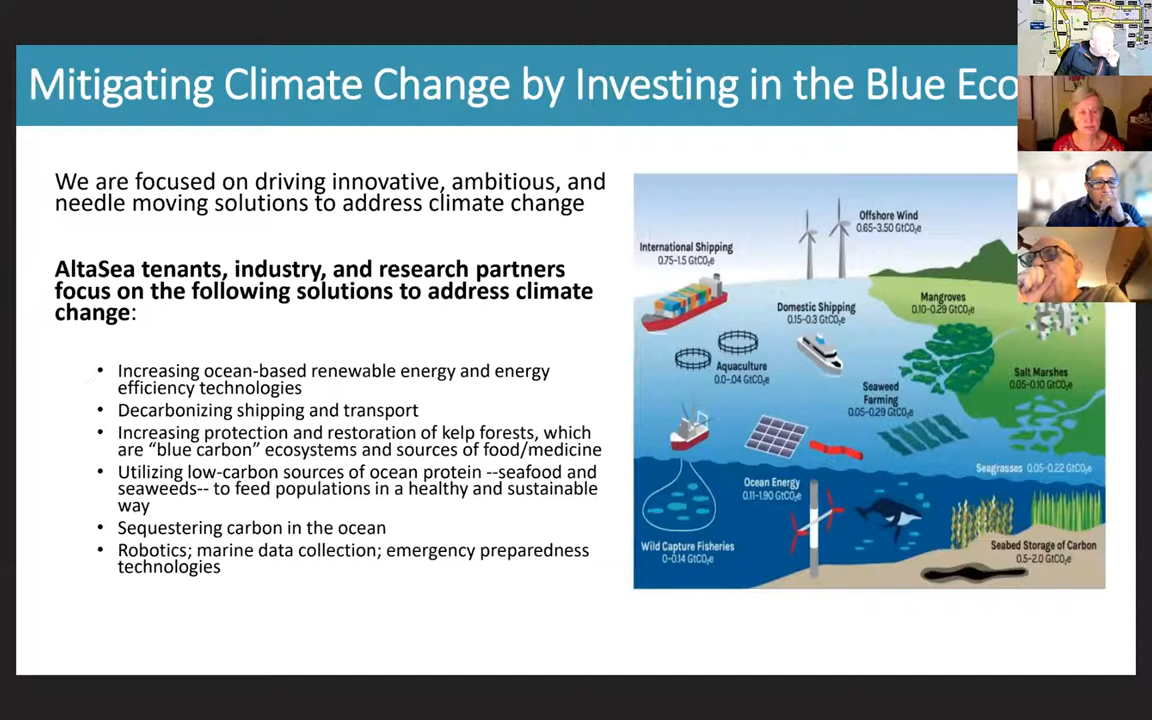 Mitigating Climate Change by Investing in the Blue Eco
We are focused on driving innovative, ambitious, and
needle moving solutions to address climate change
AltaSea tenants, industry, and research partners
focus on the following solutions to address climate
change:
• Increasing ocean-based renewable energy and energy
efficiency technologies
• Decarbonizing shipping and transport
• Increasing protection and restoration of kelp forests, which
are “blue carbon” ecosystems and sources of food/medicine
• Utilizing low-carbon sources of ocean protein --seafood and
seaweeds-- to feed populations in a healthy and sustainable
way
• Sequestering carbon in the ocean
• Robotics; marine data collection; emergency preparedness
technologies
Offshore Wind
0.65-3.50 GtCO₂e
International Shipping
0.75-1.5 GtCO₂e
Domestic Shipping
0.15-0.3 GtCO₂e
Mangroves
0.10-0.29 GtCO₂e
Aquaculture
0.0-.04 GtCO₂e
Salt Marshes
0.05-0.10 GtCO₂e
Seaweed
Farming
0.05-0.29 GtCO₂e
Seagrasses 0.05-0.22 GtCO₂e
Ocean Energy
0.11-1.90 GtCO₂e
Wild Capture Fisheries
0-0.14 GtCO₂e
Seabed Storage of Carbon
0.5-2.0 GtCO₂e